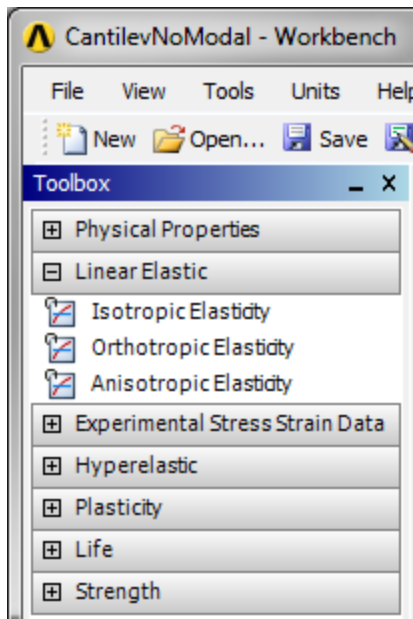 CantilevNoModal - Workbench
File View Tools Units Help
New Open... Save
Toolbox
Physical Properties
Linear Elastic
Isotropic Elasticity
Orthotropic Elasticity
Anisotropic Elasticity
Experimental Stress Strain Data
Hyperelastic
Plasticity
Life
Strength